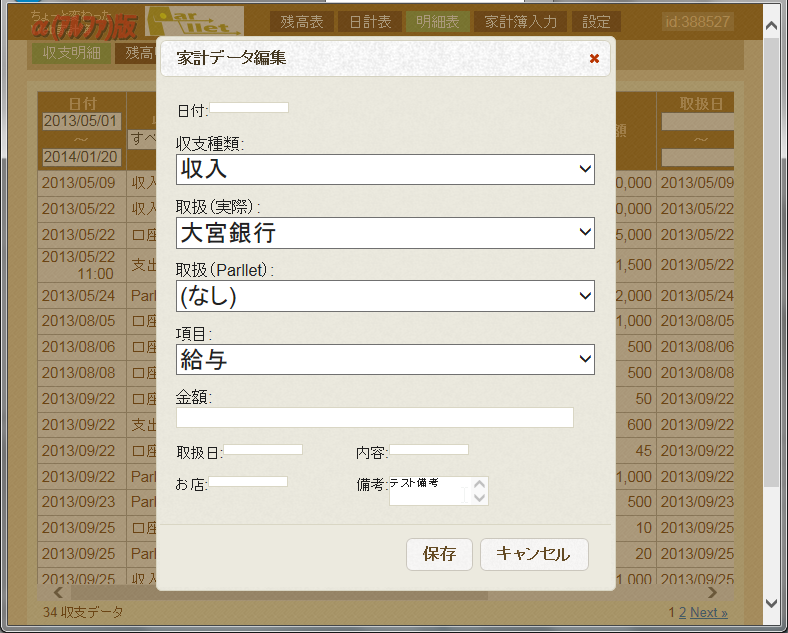 ちょっと変わった
α(アルファ)版
Parllet.
残高表 日計表 明細表 家計簿入力 設定
id:388527
収支明細 残高
家計データ編集
日付:
収支種類:
収入
取扱(実際):
大宮銀行
取扱(Parllet):
(なし)
項目:
給与
金額:
取扱日: 内容:
お店: 備考: テスト備考
保存 キャンセル
日付 取扱日
2013/05/01
～ ～
2014/01/20
すべ 額
2013/05/09 収入 0,000 2013/05/09
2013/05/22 収入 0,000 2013/05/22
2013/05/22 口座 5,000 2013/05/22
2013/05/22
11:00 支出 1,500 2013/05/22
2013/05/24 Parl 2,000 2013/05/24
2013/08/05 口座 1,000 2013/08/05
2013/08/06 口座 500 2013/08/06
2013/08/08 口座 500 2013/08/08
2013/09/22 口座 50 2013/09/22
2013/09/22 支出 600 2013/09/22
2013/09/22 口座 45 2013/09/22
2013/09/22 Parl 1,000 2013/09/22
2013/09/23 Parl 500 2013/09/23
2013/09/25 口座 10 2013/09/25
2013/09/25 Parl 20 2013/09/25
2013/09/25 収入 1,000 2013/09/25
34 収支データ 1 2 Next »